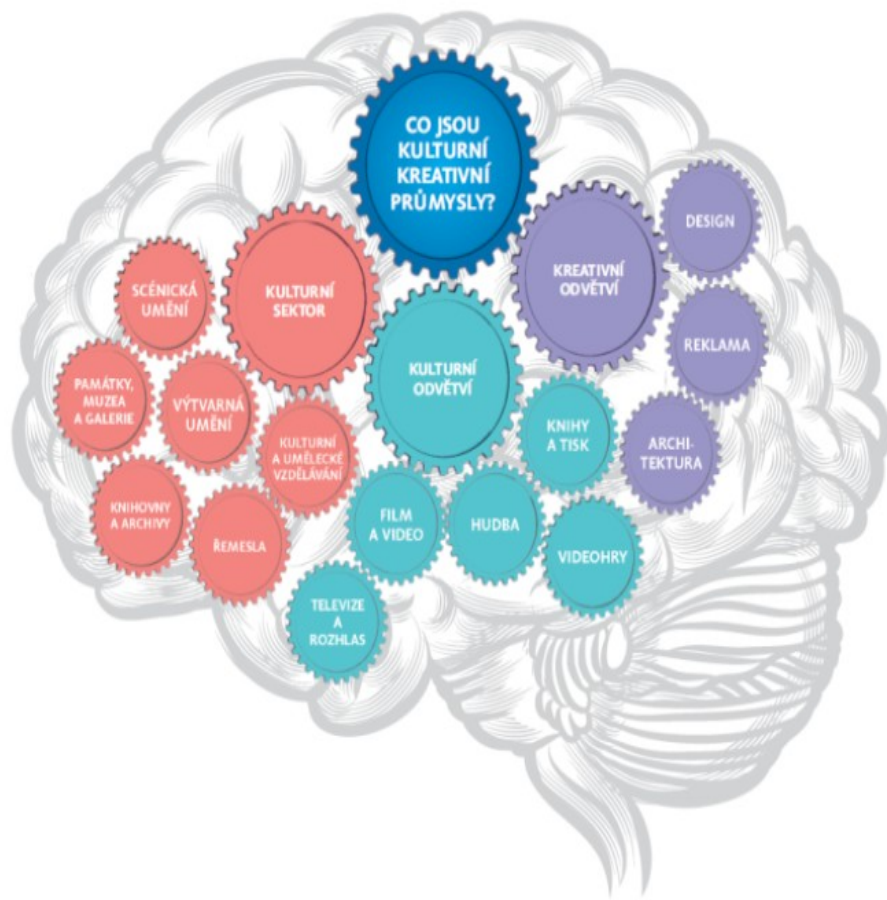 CO JSOU
KULTURNÍ
KREATIVNÍ
PRŮMYSLY?
KULTURNÍ
SEKTOR
SCÉNICKÁ
UMĚNÍ
PAMÁTKY,
MUZEA
A GALERIE
VÝTVARNÁ
UMĚNÍ
KULTURNÍ
A UMĚLECKÉ
VZDĚLÁVÁNÍ
KNIHOVNY
A ARCHIVY
ŘEMESLA
KULTURNÍ
ODVĚTVÍ
KNIHY
A TISK
FILM
A VIDEO
HUDBA
VIDEOHRY
TELEVIZE
A
ROZHLAS
KREATIVNÍ
ODVĚTVÍ
DESIGN
REKLAMA
ARCHI-
TEKTURA